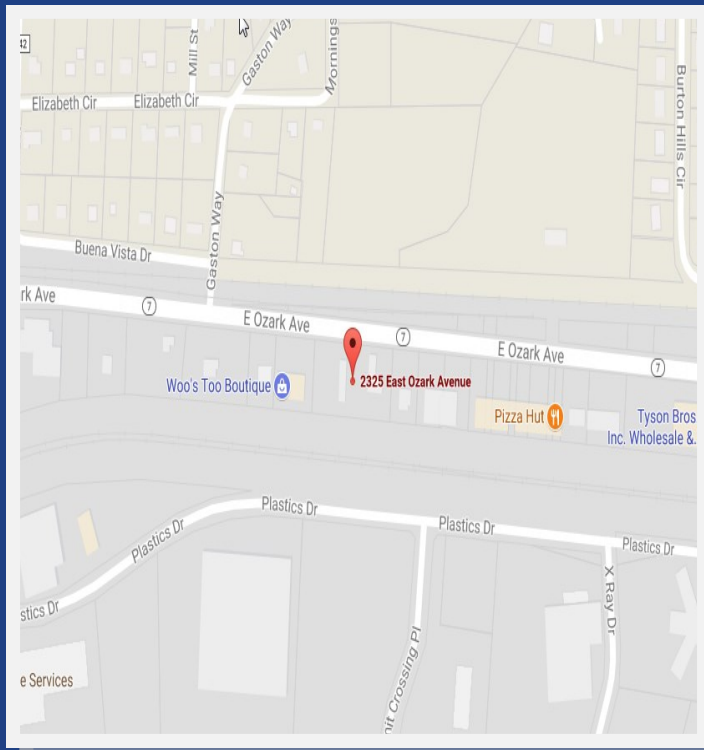 42
Mill St
Gaston Way
Mornings
Elizabeth Cir
Elizabeth Cir
Burton Hills Cir
Gaston Way
Buena Vista Dr
rk Ave
7
E Ozark Ave
7
E Ozark Ave
7
Woo's Too Boutique
2325 East Ozark Avenue
Pizza Hut
Tyson Bros
Inc. Wholesale &.
Plastics Dr
Plastics Dr
Plastics Dr
Plastics Dr
stics Dr
X Ray Dr
nit Crossing Pl
e Services